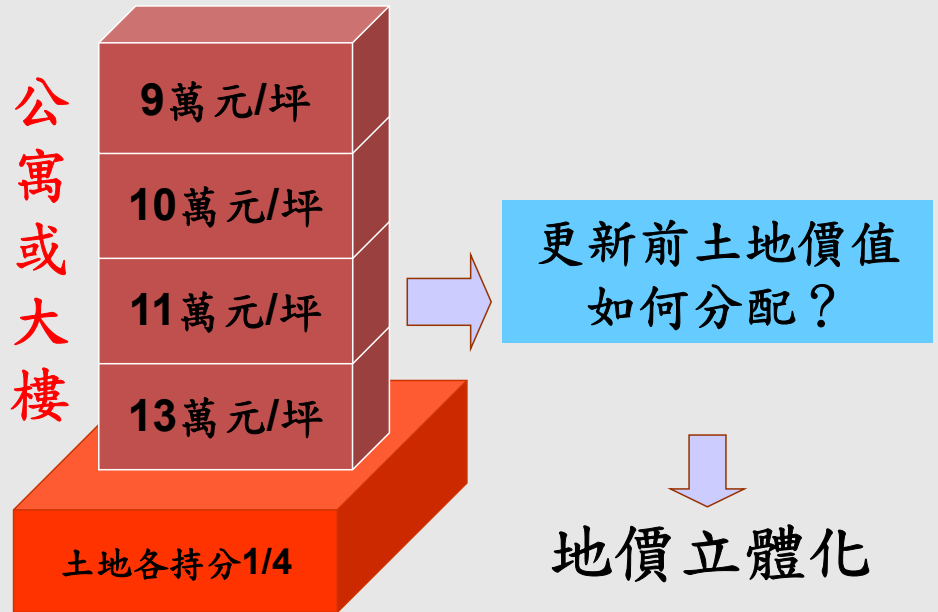 公寓或大樓
9萬元/坪
10萬元/坪
11萬元/坪
13萬元/坪
土地各持分1/4
更新前土地價值
如何分配？
地價立體化